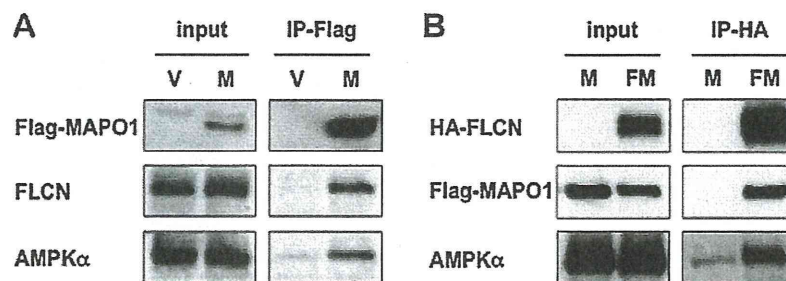 A
input IP-Flag
V M V M
Flag-MAPO1
FLCN
AMPKα
B
input IP-HA
M FM M FM
HA-FLCN
Flag-MAPO1
AMPKα